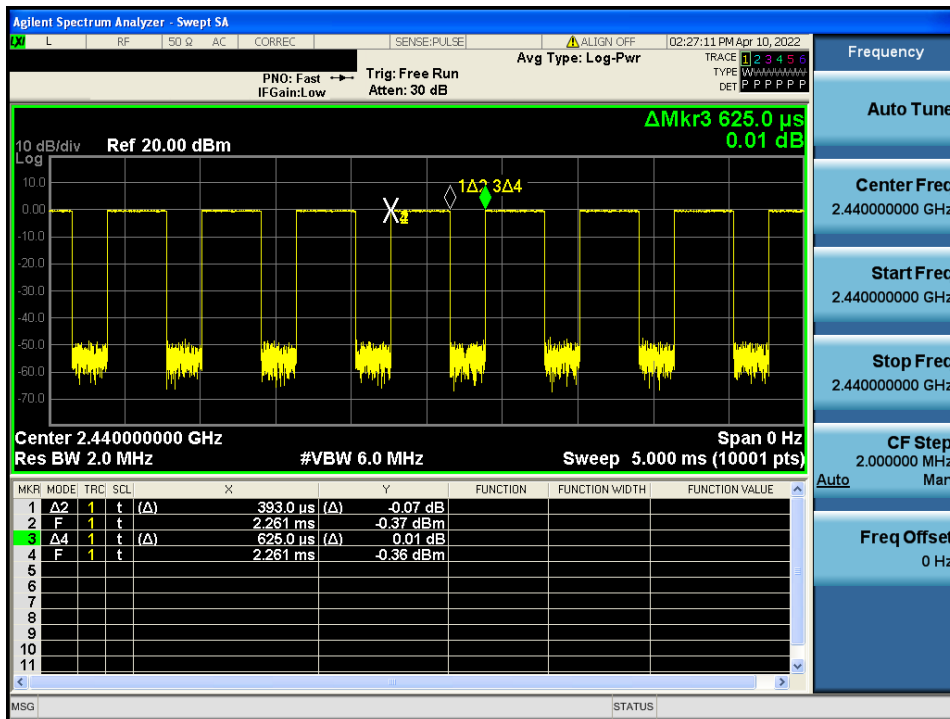 Agilent Spectrum Analyzer - Swept SA
LXI L RF 50 Ω AC CORREC SENSE:PULSE ALIGN OFF 02:27:11 PM Apr 10, 2022
Frequency
Avg Type: Log-Pwr
TRACE 1 2 3 4 5 6
TYPE WWWWWW
DET P P P P P P
PNO: Fast
IFGain:Low
Trig: Free Run
Atten: 30 dB
Auto Tune
ΔMkr3 625.0 µs
0.01 dB
10 dB/div
Log
Ref 20.00 dBm
10.0
0.00
-10.0
-20.0
-30.0
-40.0
-50.0
-60.0
-70.0
1Δ2 3Δ4
Center Freq
2.440000000 GHz
Start Freq
2.440000000 GHz
Stop Freq
2.440000000 GHz
CF Step
2.000000 MHz
Auto Man
Freq Offset
0 Hz
Center 2.440000000 GHz Span 0 Hz
Res BW 2.0 MHz #VBW 6.0 MHz Sweep 5.000 ms (10001 pts)
MKR MODE TRC SCL X Y FUNCTION FUNCTION WIDTH FUNCTION VALUE
1 Δ2 1 t (Δ) 393.0 µs (Δ) -0.07 dB
2 F 1 t 2.261 ms -0.37 dBm
3 Δ4 1 t (Δ) 625.0 µs (Δ) 0.01 dB
4 F 1 t 2.261 ms -0.36 dBm
5
6
7
8
9
10
11
MSG STATUS